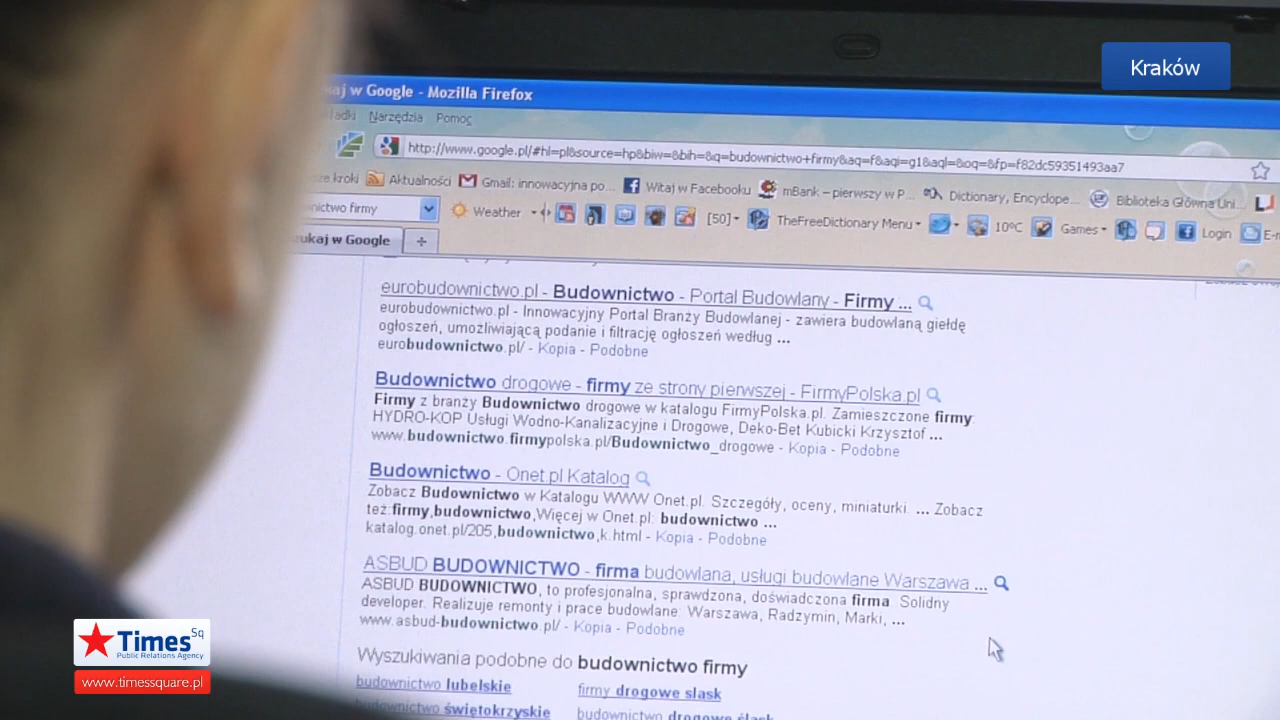 Kraków
kaj w Google - Mozilla Firefox
ładki Narzędzia Pomoc
http://www.google.pl/#hl=pl&source=hp&biw=&bih=&q=budownictwo+firmy&aq=f&aqi=g1&aql=&oq=&fp=f82dc59351493aa7
sze kroki Aktualności Gmail: innowacyjna po... Witaj w Facebooku mBank – pierwszy w P... Dictionary, Encyclope... Biblioteka Główna Uni...
nictwo firmy Weather [50] TheFreeDictionary Menu 10°C Games Login E-m
ukaj w Google
eurobudownictwo.pl - Budownictwo - Portal Budowlany - Firmy ...
eurobudownictwo.pl - Innowacyjny Portal Branży Budowlanej - zawiera budowlaną giełdę
ogłoszeń, umożliwiającą podanie i filtrację ogłoszeń według ...
eurobudownictwo.pl/ - Kopia - Podobne
Budownictwo drogowe - firmy ze strony pierwszej - FirmyPolska.pl
Firmy z branży Budownictwo drogowe w katalogu FirmyPolska.pl. Zamieszczone firmy:
HYDRO-KOP Usługi Wodno-Kanalizacyjne i Drogowe, Deko-Bet Kubicki Krzysztof ...
www.budownictwo.firmypolska.pl/Budownictwo_drogowe - Kopia - Podobne
Budownictwo - Onet.pl Katalog
Zobacz Budownictwo w Katalogu WWW Onet.pl. Szczegóły, oceny, miniaturki. ... Zobacz
też:firmy,budownictwo,Więcej w Onet.pl: budownictwo ...
katalog.onet.pl/205,budownictwo,k.html - Kopia - Podobne
ASBUD BUDOWNICTWO - firma budowlana, usługi budowlane Warszawa ...
ASBUD BUDOWNICTWO, to profesjonalna, sprawdzona, doświadczona firma. Solidny
developer. Realizuje remonty i prace budowlane: Warszawa, Radzymin, Marki, ...
www.asbud-budownictwo.pl/ - Kopia - Podobne
Wyszukiwania podobne do budownictwo firmy
budownictwo lubelskie firmy drogowe slask
budownictwo świętokrzyskie budownictwo drogowe śląsk
Times Sq
Public Relations Agency
www.timessquare.pl